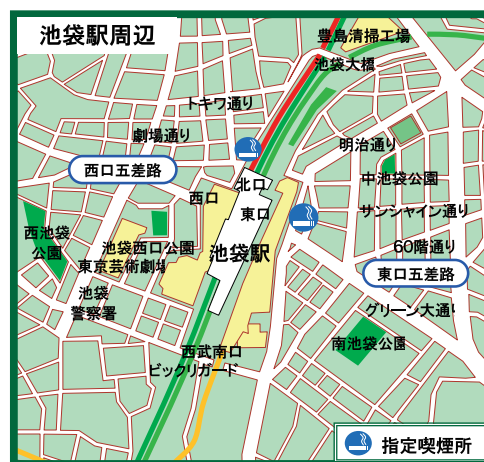 池袋駅周辺
豊島清掃工場
池袋大橋
トキワ通り
劇場通り
明治通り
西口五差路
北口
中池袋公園
西口
東口
サンシャイン通り
西池袋
公園
池袋西口公園
池袋駅
60階通り
東京芸術劇場
東口五差路
池袋
警察署
グリーン大通り
西武南口
南池袋公園
ビックリガード
指定喫煙所